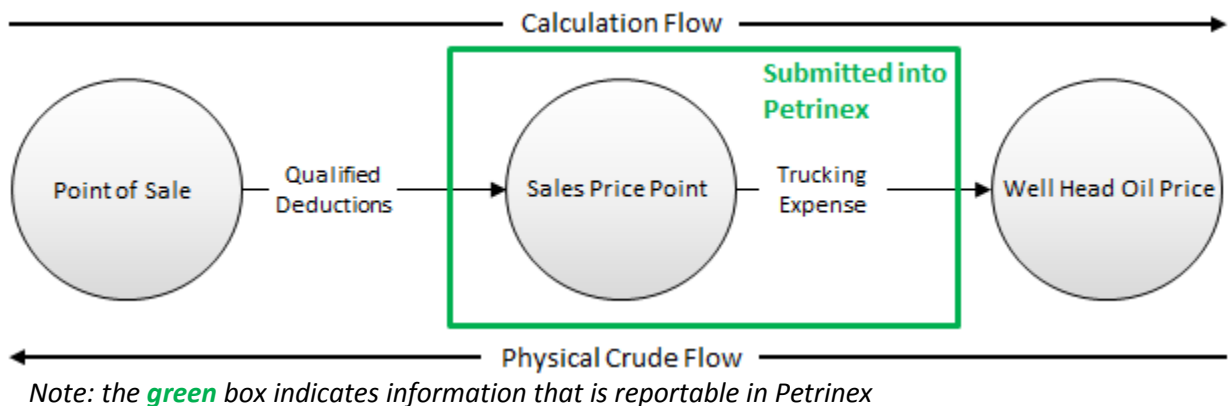 Calculation Flow
Submitted into
Petrinex
Point of Sale
Qualified
Deductions
Sales Price Point
Trucking
Expense
Well Head Oil Price
Physical Crude Flow
Note: the green box indicates information that is reportable in Petrinex